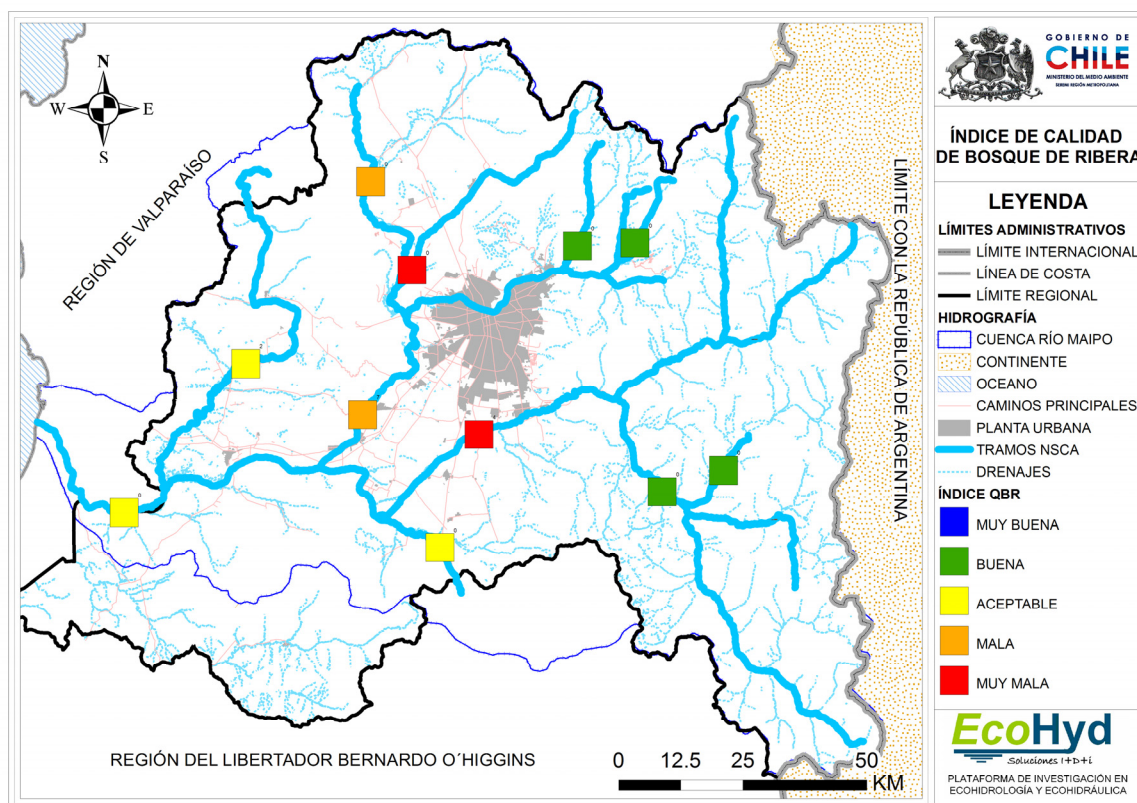 N
W
E
S
REGIÓN DE VALPARAÍSO
LÍMITE CON LA REPÚBLICA DE ARGENTINA
REGIÓN DEL LIBERTADOR BERNARDO O´HIGGINS
0 12.5 25 50
KM
GOBIERNO DE
CHILE
MINISTERIO DEL MEDIO AMBIENTE
SEREMI REGIÓN METROPOLITANA
ÍNDICE DE CALIDAD
DE BOSQUE DE RIBERA
LEYENDA
LÍMITES ADMINISTRATIVOS
LÍMITE INTERNACIONAL
LÍNEA DE COSTA
LÍMITE REGIONAL
HIDROGRAFÍA
CUENCA RÍO MAIPO
CONTINENTE
OCEANO
CAMINOS PRINCIPALES
PLANTA URBANA
TRAMOS NSCA
DRENAJES
ÍNDICE QBR
MUY BUENA
BUENA
ACEPTABLE
MALA
MUY MALA
EcoHyd
Soluciones I+D+i
PLATAFORMA DE INVESTIGACIÓN EN
ECOHIDROLOGÍA Y ECOHIDRÁULICA